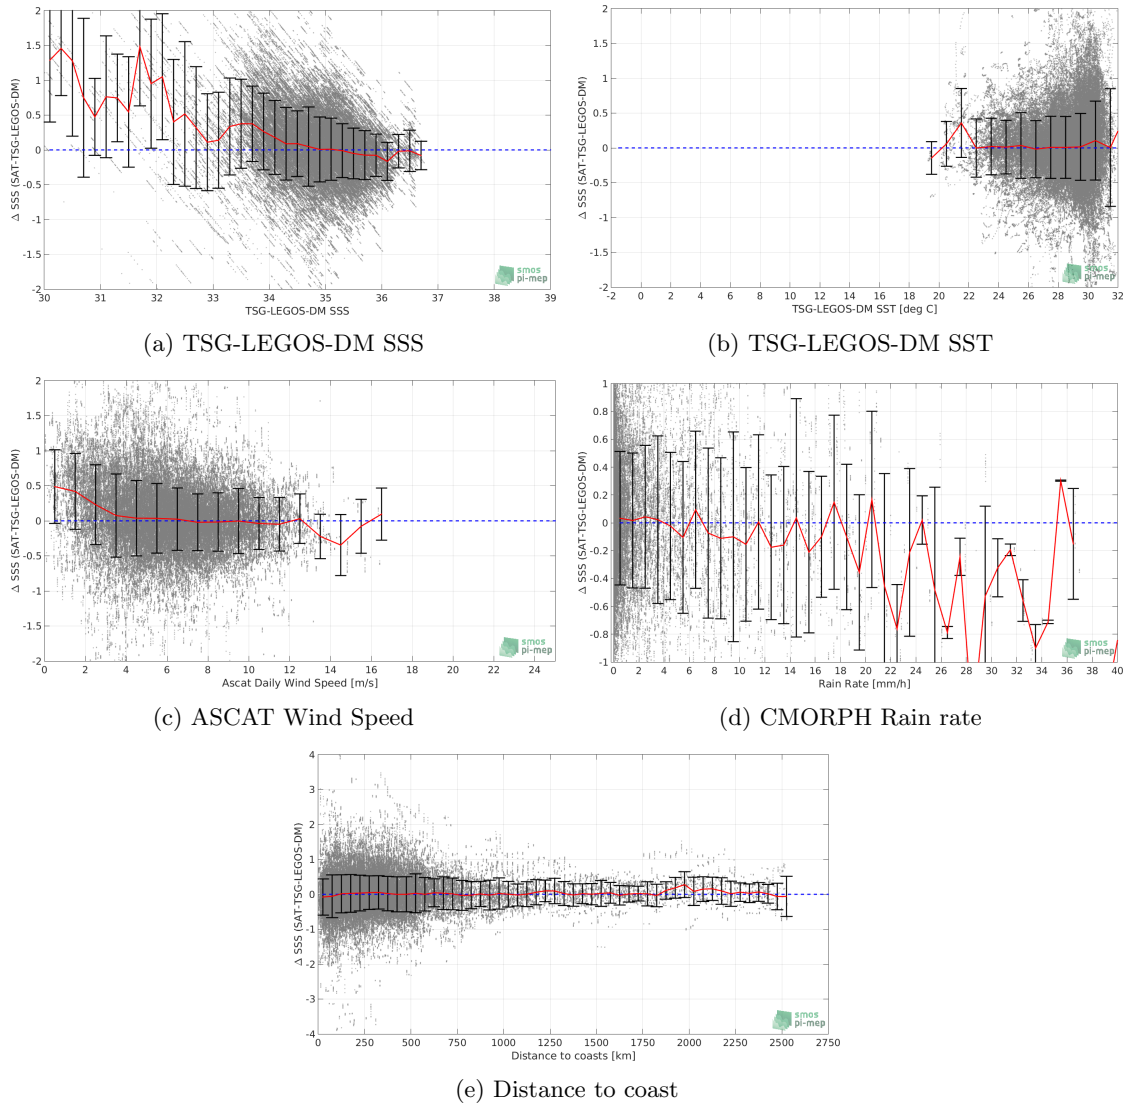 Δ SSS (SAT-TSG-LEGOS-DM)
2
1.5
1
0.5
0
-0.5
-1
-1.5
-2
30 31 32 33 34 35 36 37 38 39
TSG-LEGOS-DM SSS
smos
pi-mep
(a) TSG-LEGOS-DM SSS
Δ SSS (SAT-TSG-LEGOS-DM)
2
1.5
1
0.5
0
-0.5
-1
-1.5
-2
-2 0 2 4 6 8 10 12 14 16 18 20 22 24 26 28 30 32
TSG-LEGOS-DM SST [deg C]
smos
pi-mep
(b) TSG-LEGOS-DM SST
Δ SSS (SAT-TSG-LEGOS-DM)
2
1.5
1
0.5
0
-0.5
-1
-1.5
-2
0 2 4 6 8 10 12 14 16 18 20 22 24
Ascat Daily Wind Speed [m/s]
smos
pi-mep
(c) ASCAT Wind Speed
Δ SSS (SAT-TSG-LEGOS-DM)
1
0.8
0.6
0.4
0.2
0
-0.2
-0.4
-0.6
-0.8
-1
0 2 4 6 8 10 12 14 16 18 20 22 24 26 28 30 32 34 36 38 40
Rain Rate [mm/h]
smos
pi-mep
(d) CMORPH Rain rate
Δ SSS (SAT-TSG-LEGOS-DM)
4
3
2
1
0
-1
-2
-3
-4
0 250 500 750 1000 1250 1500 1750 2000 2250 2500 2750
Distance to coasts [km]
smos
pi-mep
(e) Distance to coast